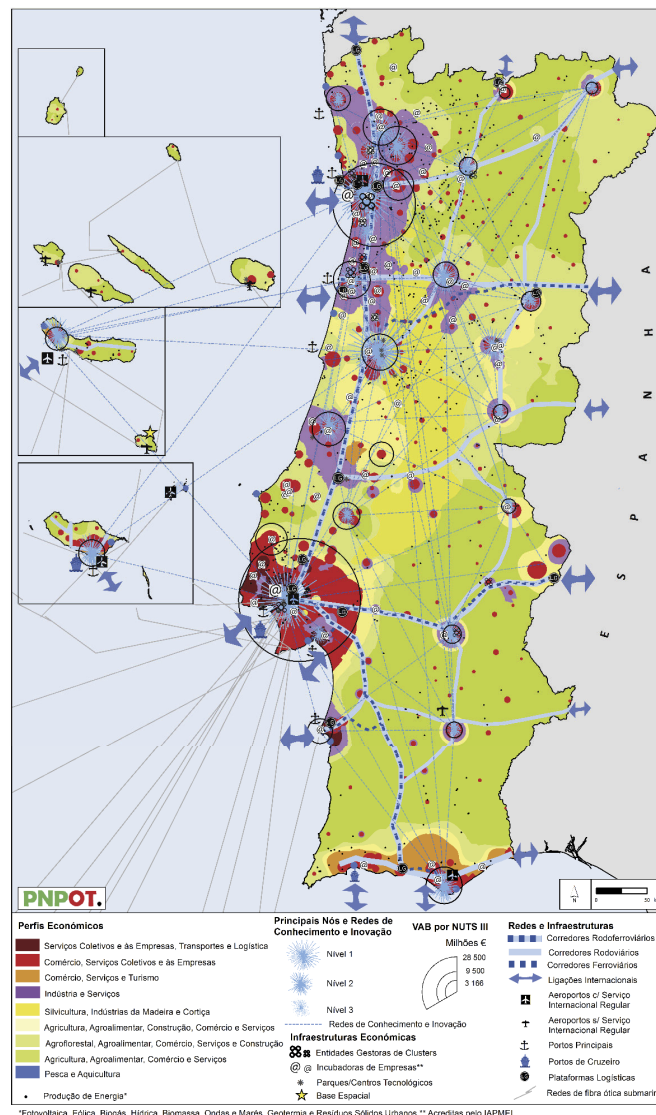 ESPANHA
PNPOT.
N
0
50
Perfis Económicos
Serviços Coletivos e às Empresas, Transportes e Logística
Comércio, Serviços Coletivos e às Empresas
Comércio, Serviços e Turismo
Indústria e Serviços
Silvicultura, Indústrias da Madeira e Cortiça
Agricultura, Agroalimentar, Construção, Comércio e Serviços
Agroflorestal, Agroalimentar, Comércio, Serviços e Construção
Agricultura, Agroalimentar, Comércio e Serviços
Pesca e Aquicultura
Produção de Energia*
Principais Nós e Redes de
Conhecimento e Inovação
Nível 1
Nível 2
Nível 3
Redes de Conhecimento e Inovação
Infraestruturas Económicas
Entidades Gestoras de Clusters
@ @ Incubadoras de Empresas**
Parques/Centros Tecnológicos
Base Espacial
VAB por NUTS III
Milhões €
28 500
9 500
3 166
Redes e Infraestruturas
Corredores Rodoferroviários
Corredores Rodoviários
Corredores Ferroviários
Ligações Internacionais
Aeroportos c/ Serviço
Internacional Regular
Aeroportos s/ Serviço
Internacional Regular
Portos Principais
Portos de Cruzeiro
LG Plataformas Logísticas
Redes de fibra ótica submarina
*Fotovoltaica, Eólica, Biogás, Hídrica, Biomassa, Ondas e Marés, Geotermia e Resíduos Sólidos Urbanos ** Acreditas pelo IAPMEI